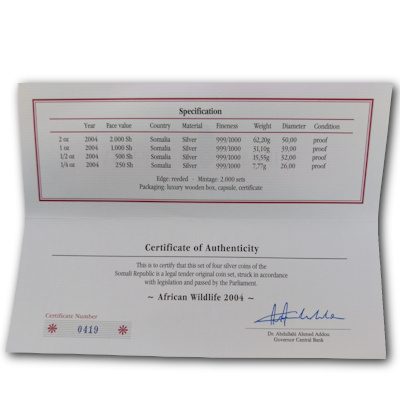 Specification
Year Face value Country Material Fineness Weight Diameter Condition
2 oz 2004 2.000 Sh Somalia Silver 999/1000 62,20g 50,00 proof
1 oz 2004 1.000 Sh Somalia Silver 999/1000 31,10g 39,00 proof
1/2 oz 2004 500 Sh Somalia Silver 999/1000 15,55g 32,00 proof
1/4 oz 2004 250 Sh Somalia Silver 999/1000 7,77g 26,00 proof
Edge: reeded - Mintage: 2.000 sets
Packaging: luxury wooden box, capsule, certificate
Certificate of Authenticity
This is to certify that this set of four silver coins of the
Somali Republic is a legal tender original coin set, struck in accordance
with legislation and passed by the Parliament.
~ African Wildlife 2004 ~
Certificate Number
0419
Dr. Abdullahi Ahmed Addou
Governor Central Bank